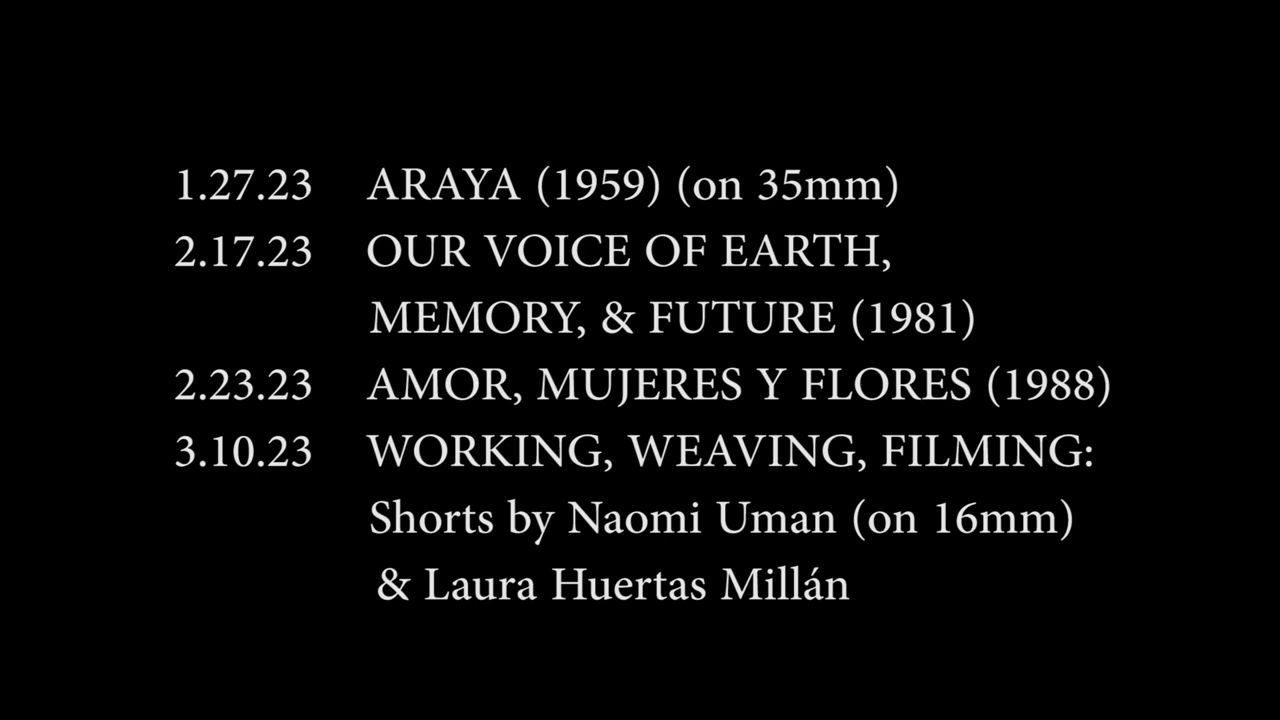 1.27.23 ARAYA (1959) (on 35mm)
2.17.23 OUR VOICE OF EARTH,
MEMORY, & FUTURE (1981)
2.23.23 AMOR, MUJERES Y FLORES (1988)
3.10.23 WORKING, WEAVING, FILMING:
Shorts by Naomi Uman (on 16mm)
& Laura Huertas Millán